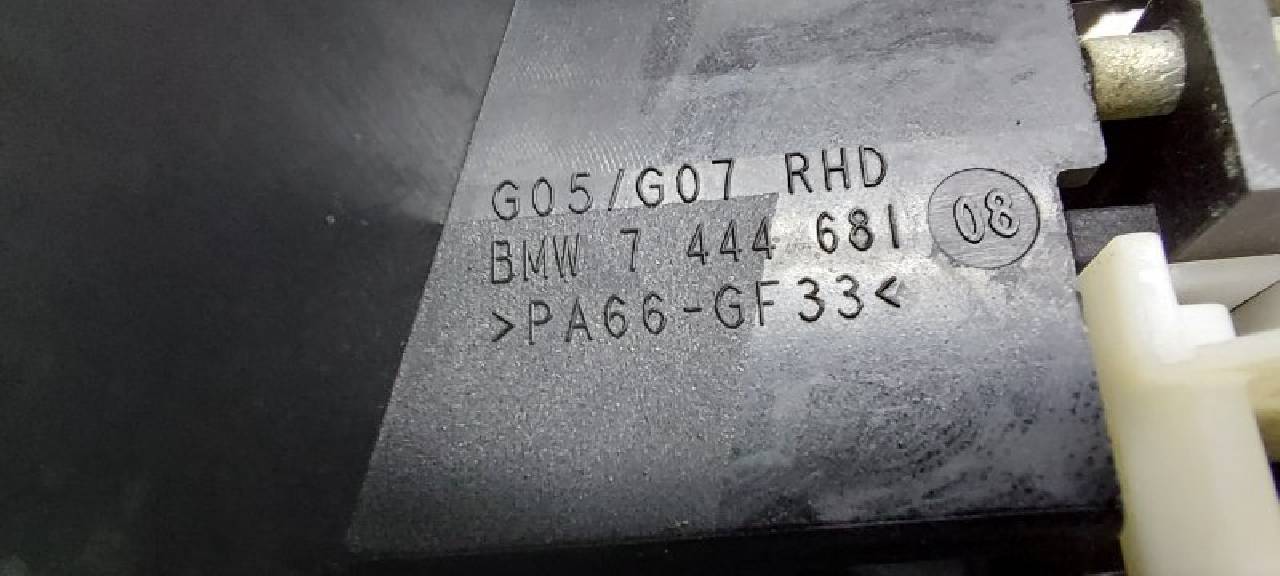 G05/G07 RHD
BMW 7 444 681 08
>PA66-GF33<